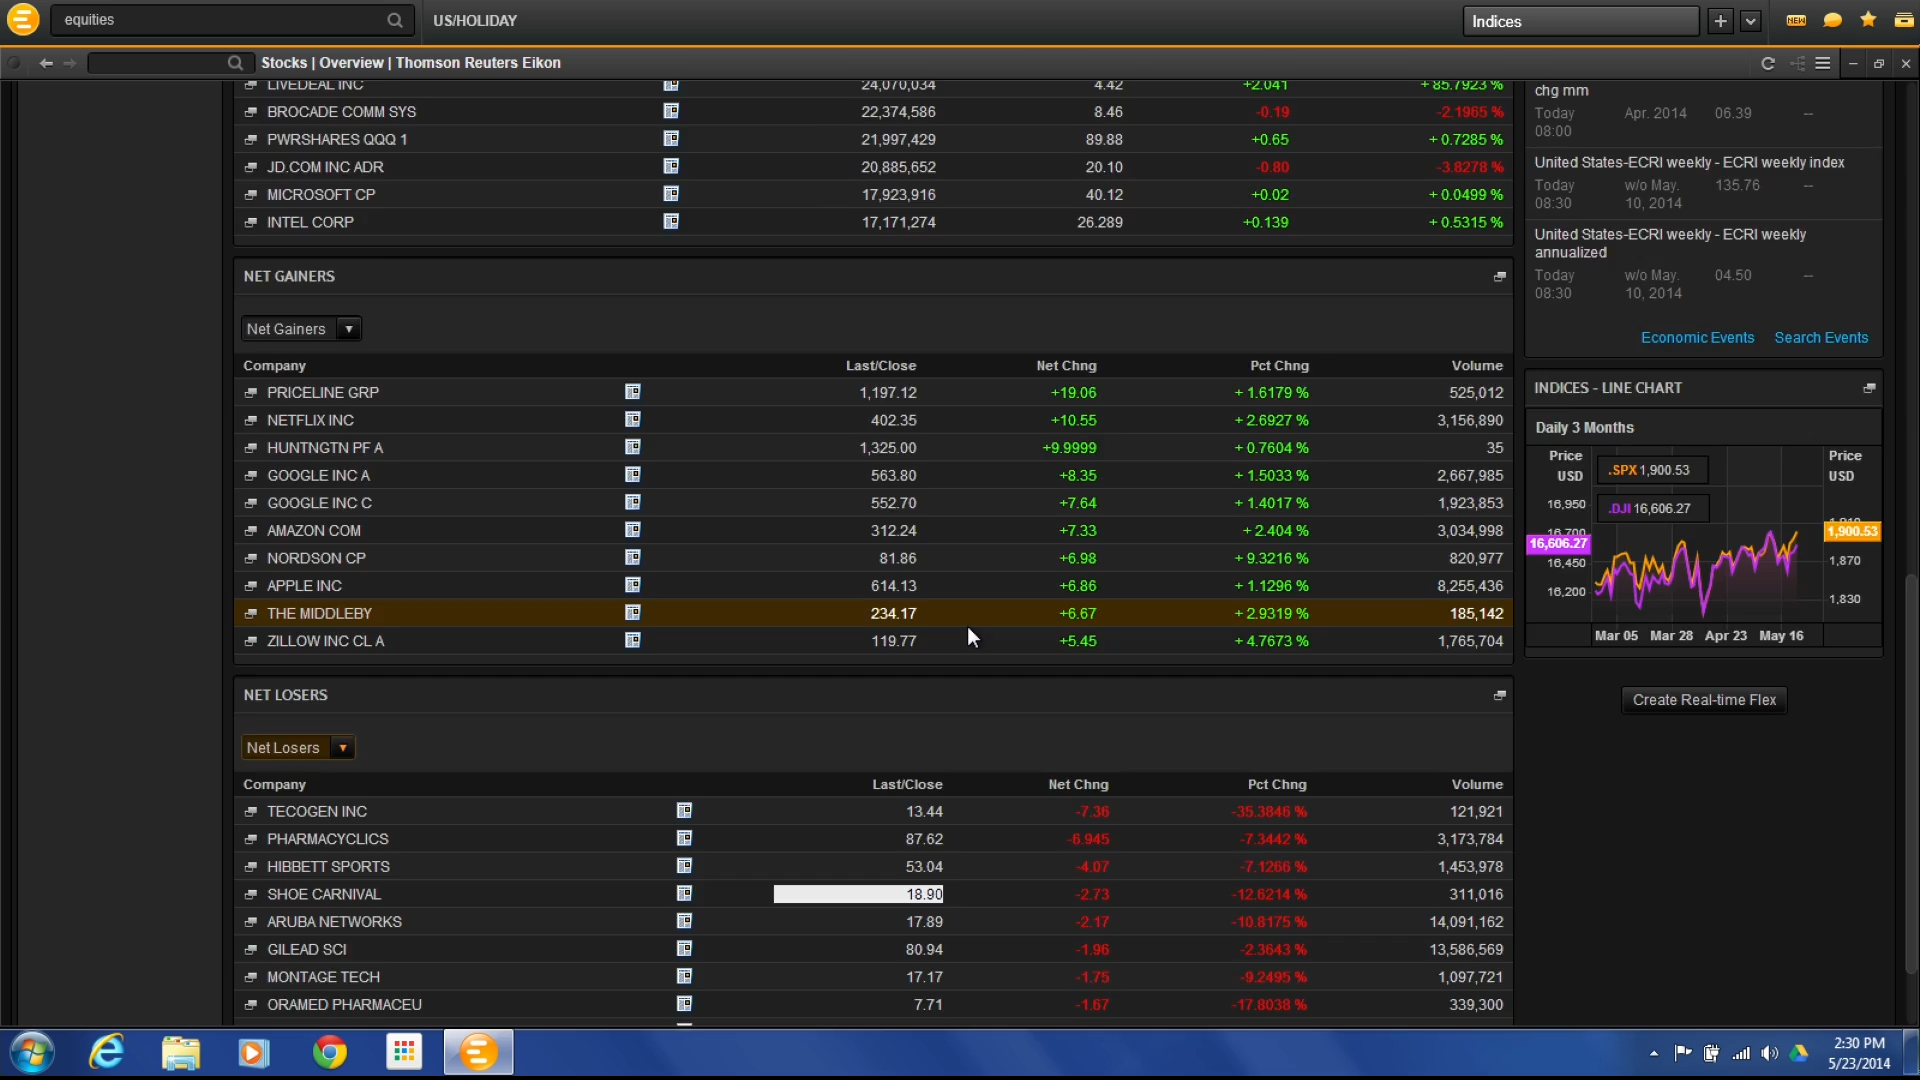 equities
US/HOLIDAY
Indices
NEW
Stocks | Overview | Thomson Reuters Eikon
LIVEDEAL INC 24,070,034 4.42 +2.041 + 85.7923 %
BROCADE COMM SYS 22,374,586 8.46 -0.19 -2.1965 %
PWRSHARES QQQ 1 21,997,429 89.88 +0.65 + 0.7285 %
JD.COM INC ADR 20,885,652 20.10 -0.80 -3.8278 %
MICROSOFT CP 17,923,916 40.12 +0.02 + 0.0499 %
INTEL CORP 17,171,274 26.289 +0.139 + 0.5315 %
NET GAINERS
Net Gainers
Company Last/Close Net Chng Pct Chng Volume
PRICELINE GRP 1,197.12 +19.06 + 1.6179 % 525,012
NETFLIX INC 402.35 +10.55 + 2.6927 % 3,156,890
HUNTNGTN PF A 1,325.00 +9.9999 + 0.7604 % 35
GOOGLE INC A 563.80 +8.35 + 1.5033 % 2,667,985
GOOGLE INC C 552.70 +7.64 + 1.4017 % 1,923,853
AMAZON COM 312.24 +7.33 + 2.404 % 3,034,998
NORDSON CP 81.86 +6.98 + 9.3216 % 820,977
APPLE INC 614.13 +6.86 + 1.1296 % 8,255,436
THE MIDDLEBY 234.17 +6.67 + 2.9319 % 185,142
ZILLOW INC CL A 119.77 +5.45 + 4.7673 % 1,765,704
NET LOSERS
Net Losers
Company Last/Close Net Chng Pct Chng Volume
TECOGEN INC 13.44 -7.36 -35.3846 % 121,921
PHARMACYCLICS 87.62 -6.945 -7.3442 % 3,173,784
HIBBETT SPORTS 53.04 -4.07 -7.1266 % 1,453,978
SHOE CARNIVAL 18.90 -2.73 -12.6214 % 311,016
ARUBA NETWORKS 17.89 -2.17 -10.8175 % 14,091,162
GILEAD SCI 80.94 -1.96 -2.3643 % 13,586,569
MONTAGE TECH 17.17 -1.75 -9.2495 % 1,097,721
ORAMED PHARMACEU 7.71 -1.67 -17.8038 % 339,300
chg mm
Today Apr. 2014 06.39 --
08:00
United States-ECRI weekly - ECRI weekly index
Today w/o May. 135.76 --
08:30 10, 2014
United States-ECRI weekly - ECRI weekly
annualized
Today w/o May. 04.50 --
08:30 10, 2014
Economic Events Search Events
INDICES - LINE CHART
Daily 3 Months
Price Price
USD .SPX 1,900.53 USD
16,950 .DJI 16,606.27
16,700
1,900.53
16,606.27
16,450 1,870
16,200 1,830
Mar 05 Mar 28 Apr 23 May 16
Create Real-time Flex
2:30 PM
5/23/2014